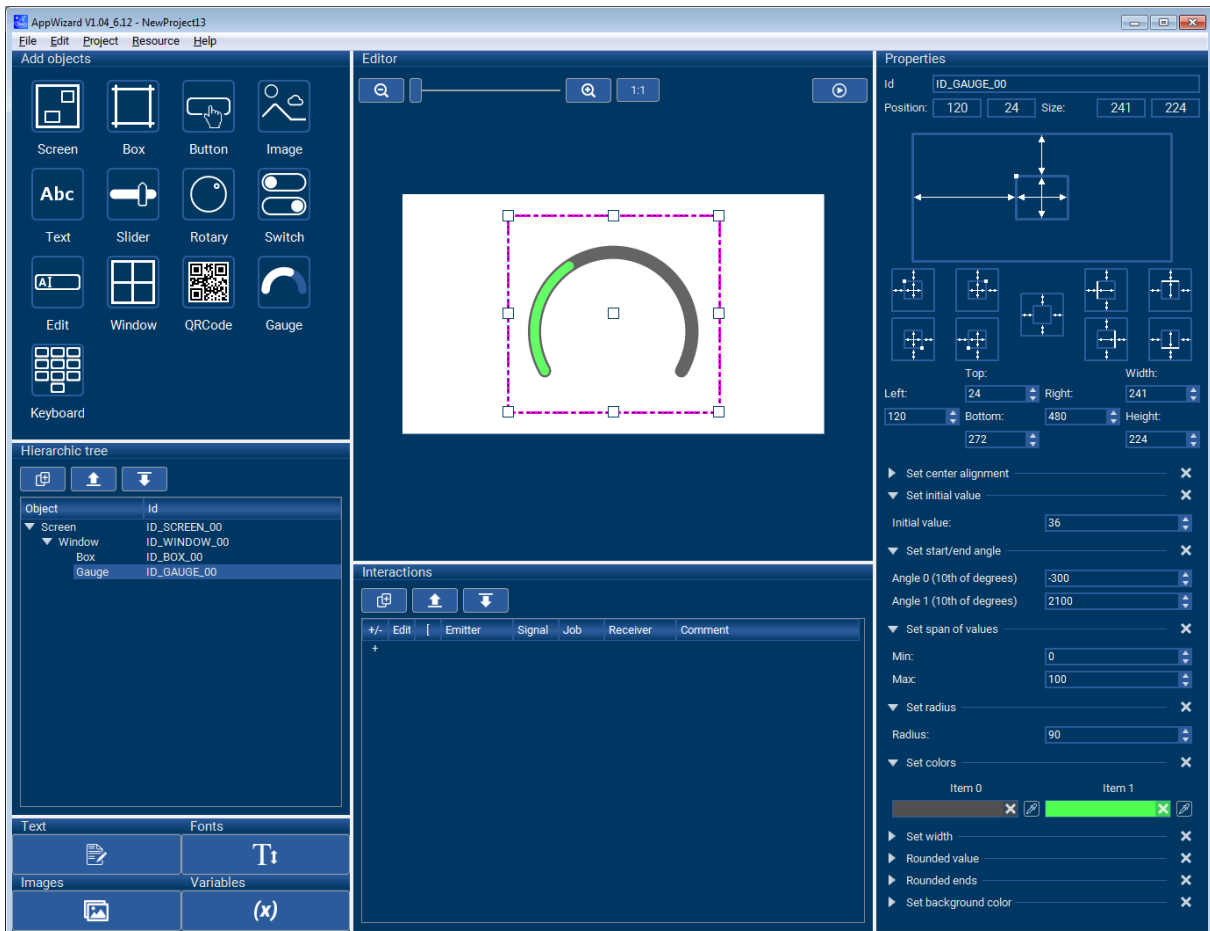 AppWizard V1.04_6.12 - NewProject13
File Edit Project Resource Help
Add objects
Screen Box Button Image
Abc
Text Slider Rotary Switch
AI
Edit Window QRCode Gauge
Keyboard
Hierarchic tree
Object Id
Screen ID_SCREEN_00
Window ID_WINDOW_00
Box ID_BOX_00
Gauge ID_GAUGE_00
Text Fonts
Images Variables
(x)
Editor
1:1
Interactions
+/- Edit [ Emitter Signal Job Receiver Comment
+
Properties
Id ID_GAUGE_00
Position: 120 24 Size: 241 224
Top: Width:
Left: 24 Right: 241
120 Bottom: 480 Height:
272 224
Set center alignment
Set initial value
Initial value: 36
Set start/end angle
Angle 0 (10th of degrees) -300
Angle 1 (10th of degrees) 2100
Set span of values
Min: 0
Max: 100
Set radius
Radius: 90
Set colors
Item 0 Item 1
Set width
Rounded value
Rounded ends
Set background color